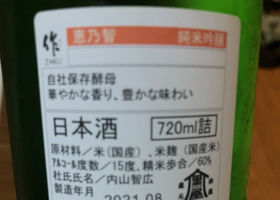 作
ZAKU
恵乃智 純米吟醸
自社保存酵母
華やかな香り、豊かな味わい
日本酒 720ml詰
原材料/米(国産)、米麹(国産米)
アルコール度数/15度、精米歩合/60%
杜氏氏名/内山智広
製造年月 2021.08